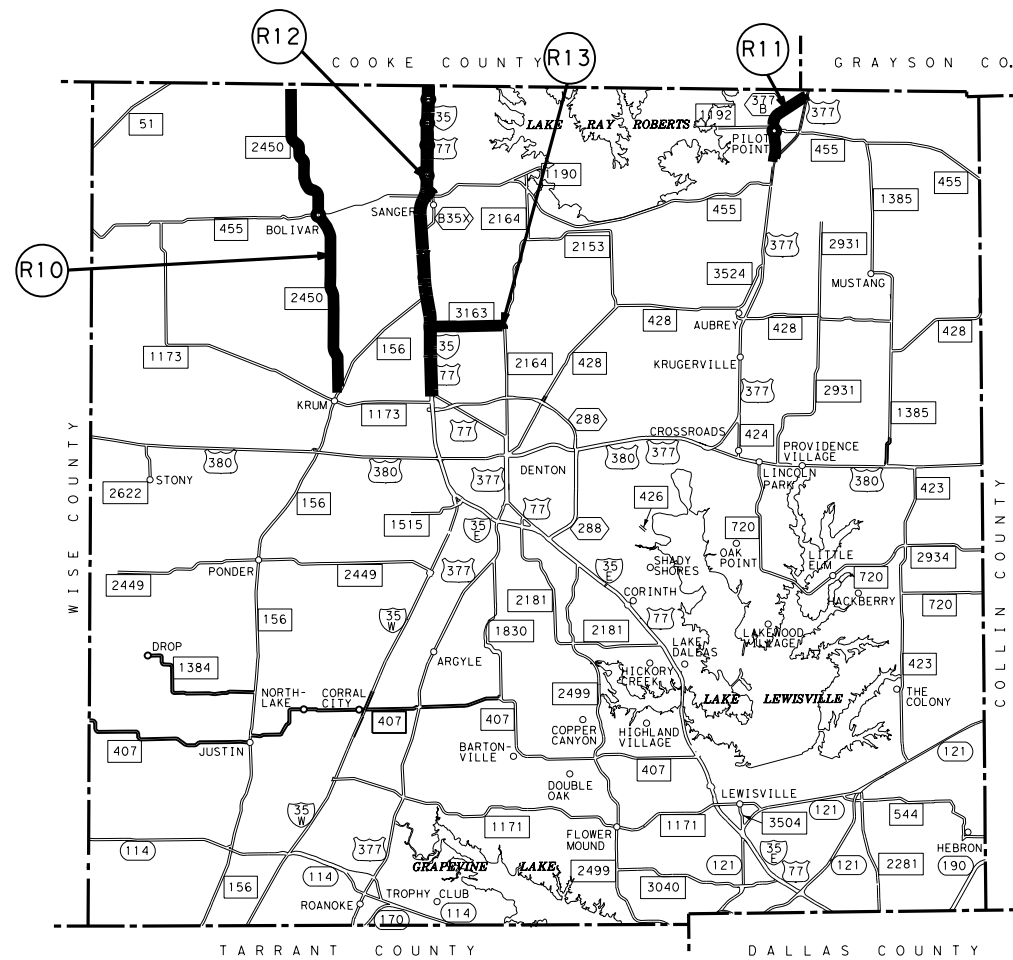 R12
R13
R11
COOKE COUNTY
GRAYSON CO.
377 B
377
1192
51
35
77
LAKE RAY ROBERTS
PILOT POINT
455
2450
1190
1385
455
SANGER
B35X
2164
455
455
BOLIVAR
377
2931
2153
R10
3524
MUSTANG
2450
3163
428
AUBREY
428
428
156
35
1173
2164
428
KRUGERVILLE
77
377
2931
KRUM
1173
288
1385
77
CROSSROADS
424
PROVIDENCE VILLAGE
380
380
377
DENTON
380
377
LINCOLN PARK
380
423
STONY
2622
156
77
426
WISE COUNTY
COLLIN COUNTY
1515
35 E
288
720
OAK POINT
LITTLE ELM
2934
PONDER
2449
2449
377
35 E
SHADY SHORES
720
HACKBERRY
2181
CORINTH
720
156
35 W
77
1830
2181
LAKEWOOD VILLAGE
DROP
1384
ARGYLE
LAKE DALLAS
423
HICKORY CREEK
NORTH-LAKE
CORRAL CITY
2499
LAKE LEWISVILLE
THE COLONY
407
407
COPPER CANYON
HIGHLAND VILLAGE
407
JUSTIN
BARTON-VILLE
407
121
DOUBLE OAK
LEWISVILLE
35 W
121
544
1171
FLOWER MOUND
1171
3504
114
377
HEBRON
GRAPEVINE LAKE
2499
121
35 E
77
121
2281
190
114
156
TROPHY CLUB
3040
ROANOKE
170
114
TARRANT COUNTY
DALLAS COUNTY